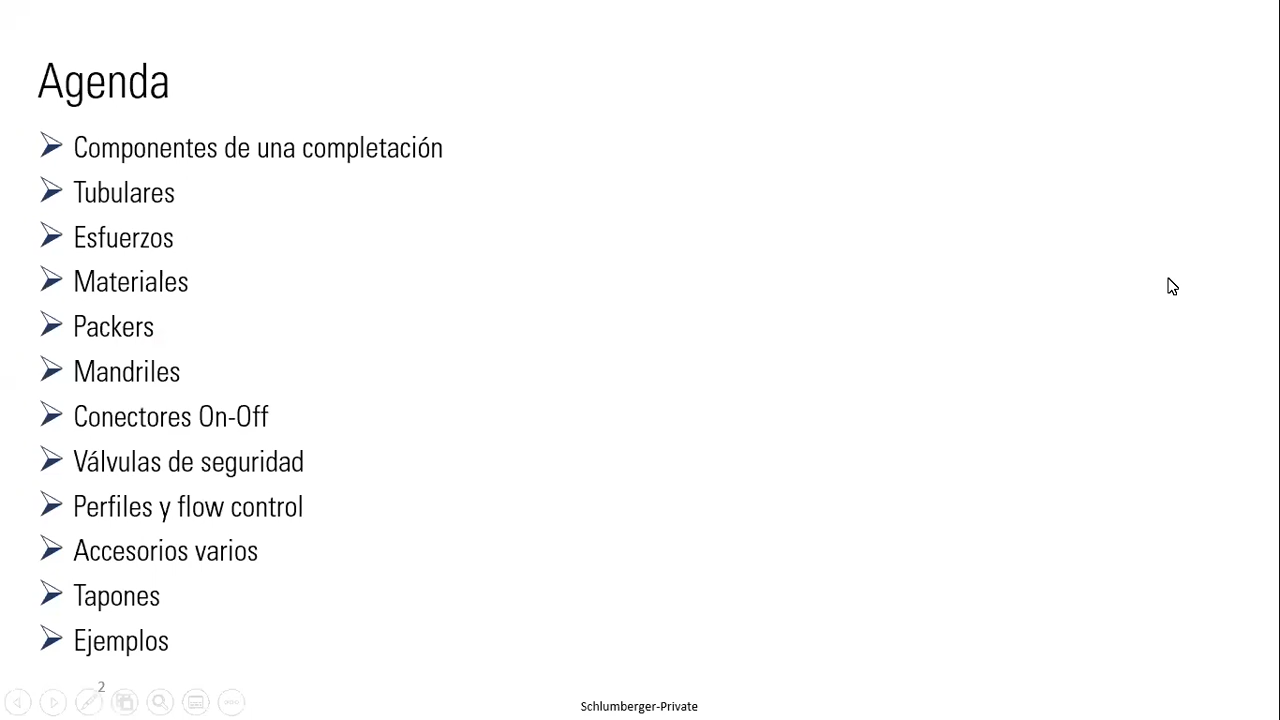 Agenda
Componentes de una completación
Tubulares
Esfuerzos
Materiales
Packers
Mandriles
Conectores On-Off
Válvulas de seguridad
Perfiles y flow control
Accesorios varios
Tapones
Ejemplos
2
Schlumberger-Private